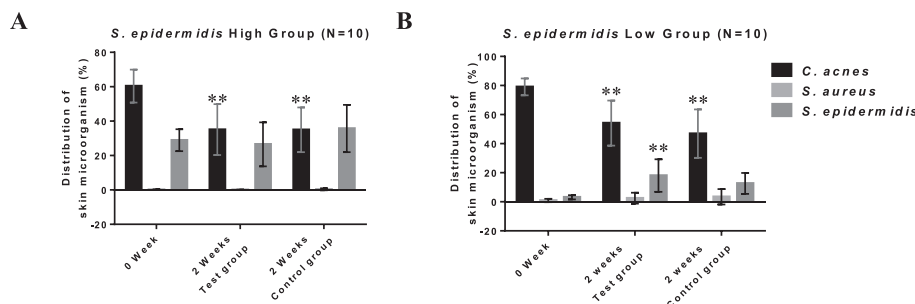 A
S. epidermidis High Group (N=10)
Distribution of
skin microorganism (%)
60
40
20
0
-20
**
**
0 Week
2 Weeks
Test group
2 Weeks
Control group
B
S. epidermidis Low Group (N=10)
Distribution of
skin microorganism (%)
100
80
60
40
20
0
-20
**
**
**
0 Week
2 weeks
Test group
2 weeks
Control group
C. acnes
S. aureus
S. epidermidis